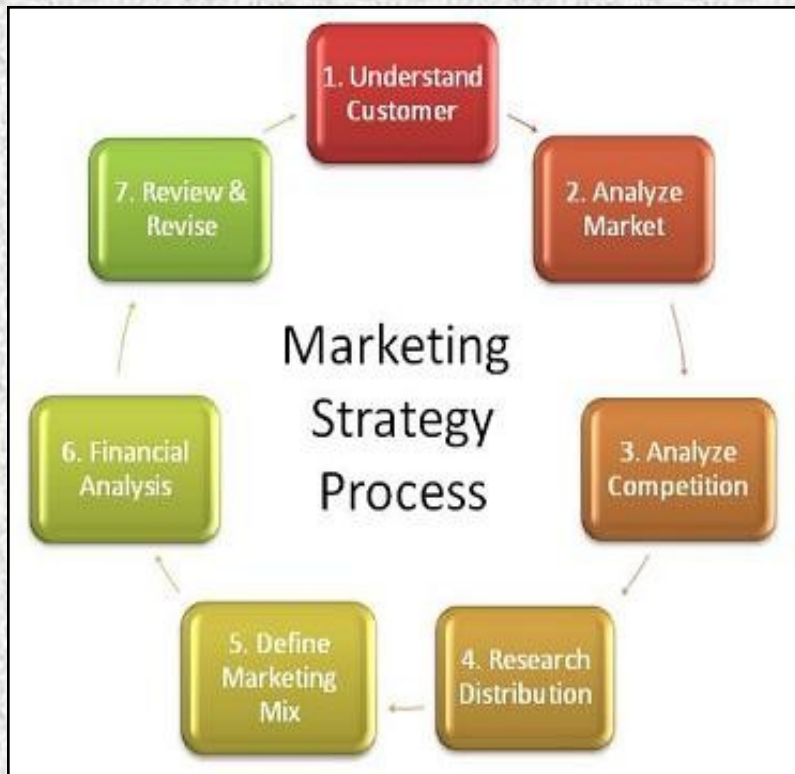 1. Understand
Customer
2. Analyze
Market
3. Analyze
Competition
4. Research
Distribution
5. Define
Marketing
Mix
6. Financial
Analysis
7. Review &
Revise
Marketing
Strategy
Process